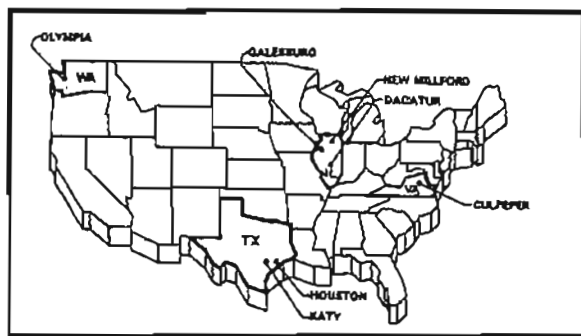 OLYMPIA
WA
GALESBURG
NEW MILLFORD
DACATUR
VA
CULPEPER
TX
HOUSTON
KATY